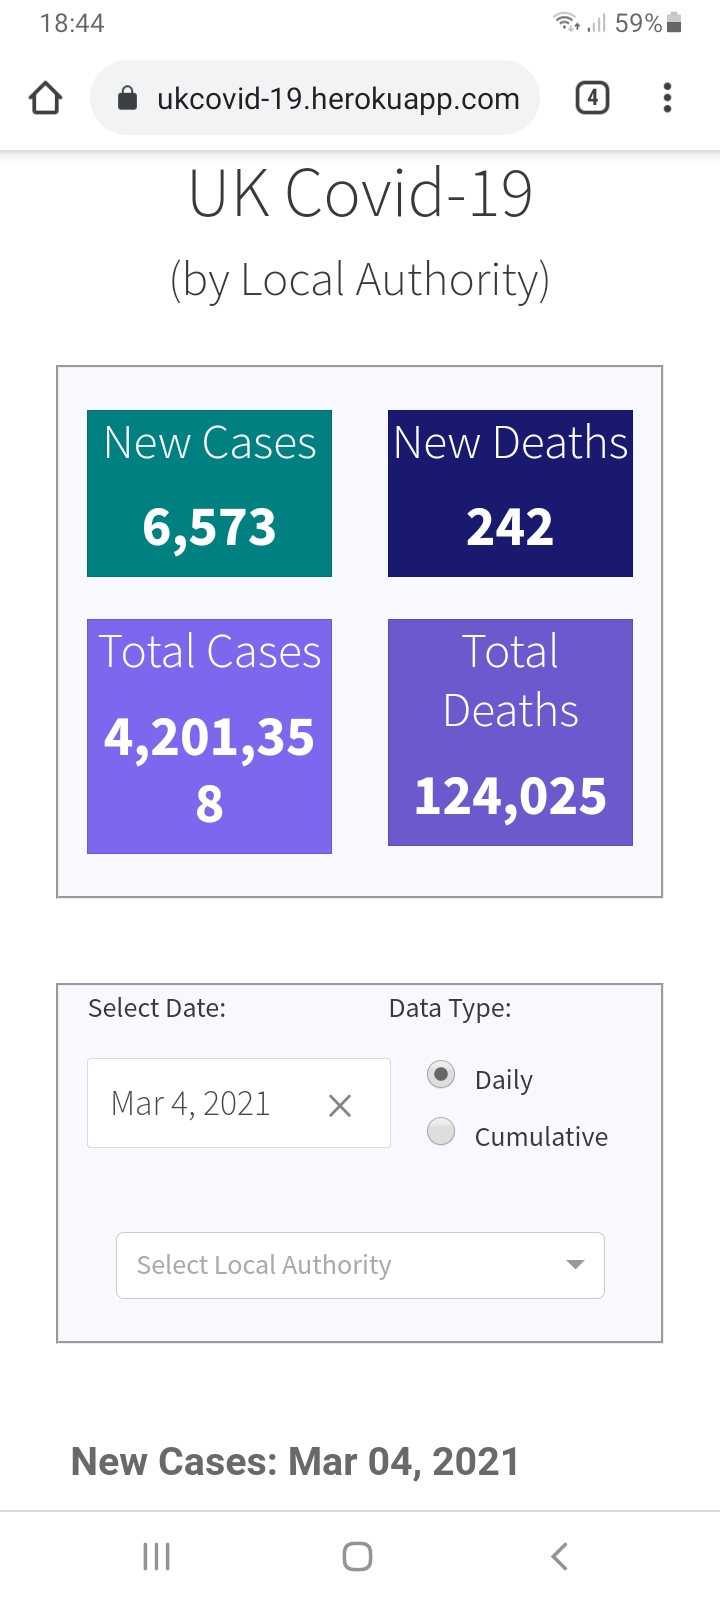 18:44
59%
ukcovid-19.herokuapp.com
4
UK Covid-19
(by Local Authority)
New Cases
6,573
New Deaths
242
Total Cases
4,201,35
8
Total
Deaths
124,025
Select Date:
Data Type:
Mar 4, 2021
Daily
Cumulative
Select Local Authority
New Cases: Mar 04, 2021